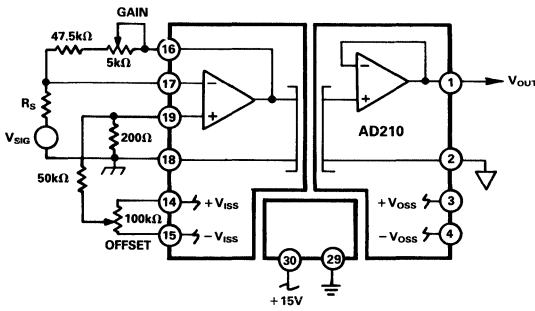 GAIN
47.5kΩ
5kΩ
16
17
−
RS
19
+
VSIG
200Ω
18
50kΩ
14
+VISS
100kΩ
15
−VISS
OFFSET
−
+
1
VOUT
AD210
2
+VOSS
3
−VOSS
4
30
29
+15V